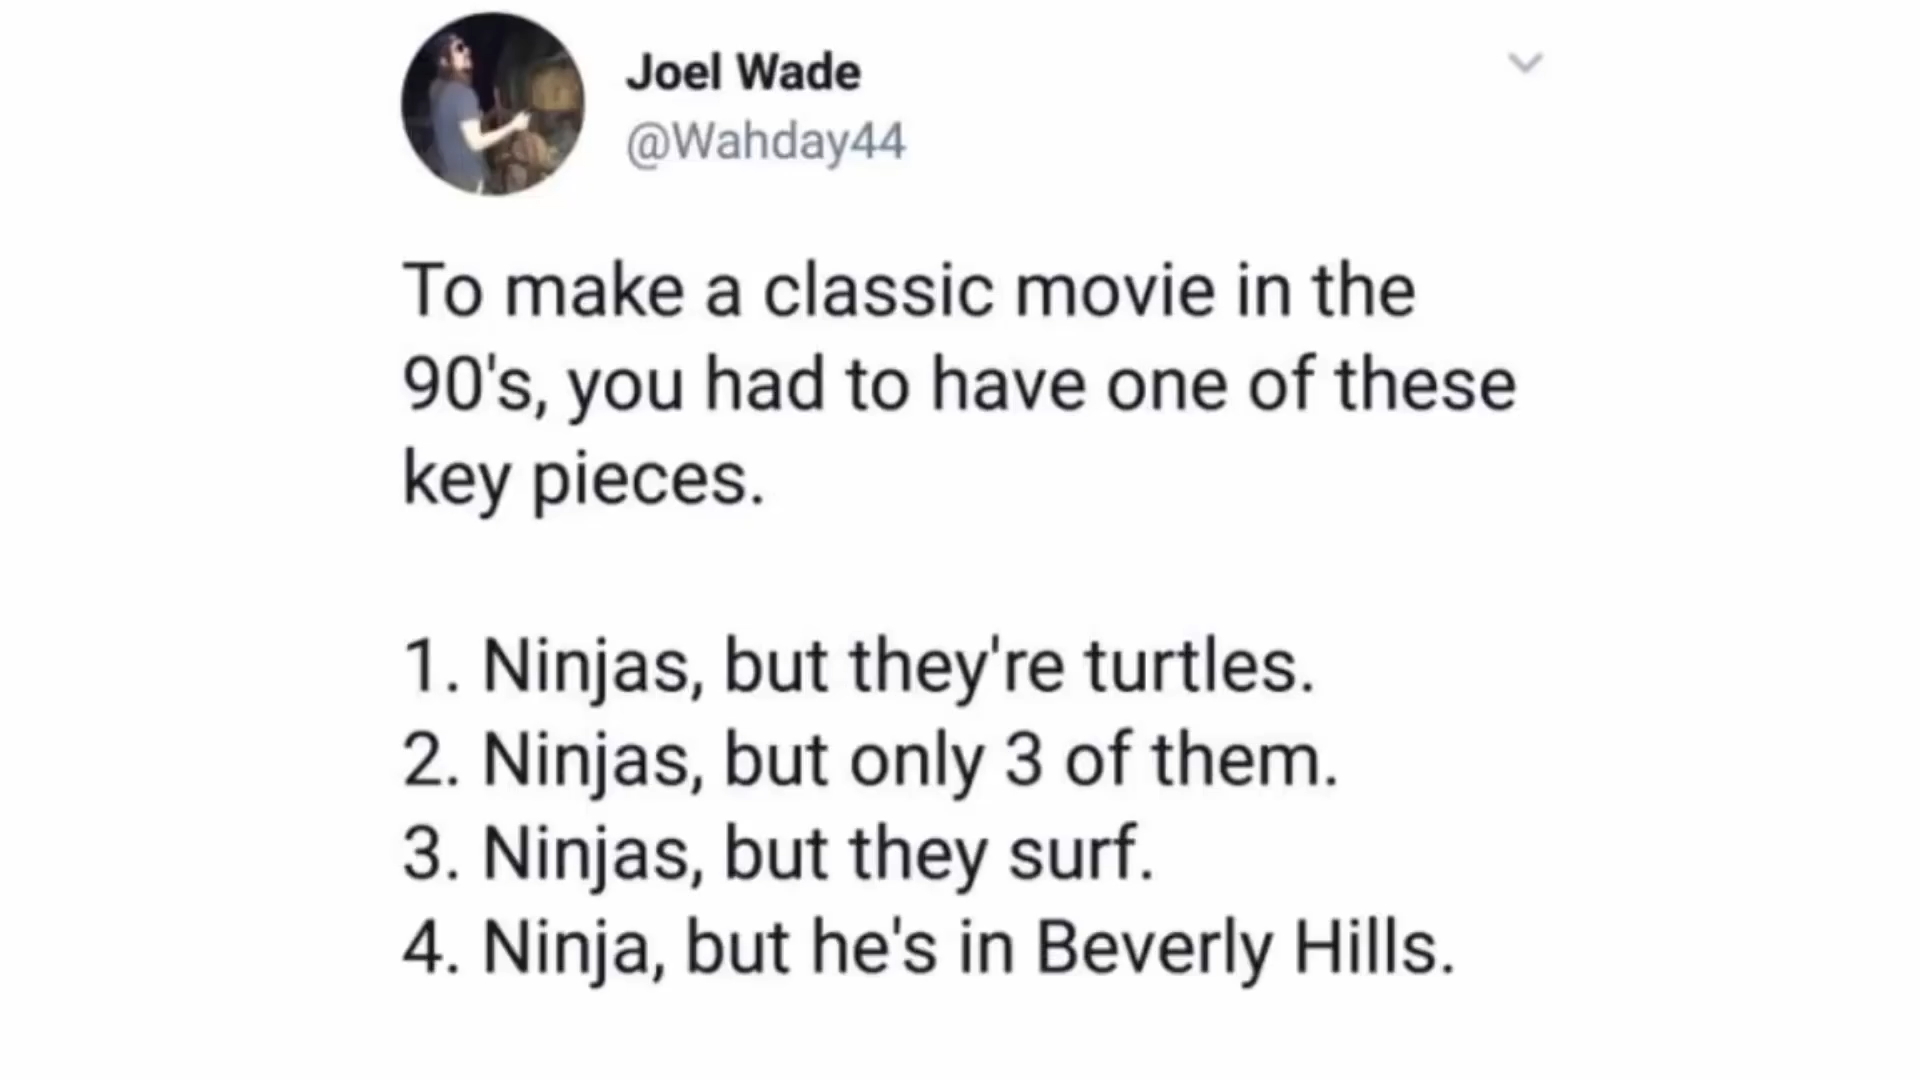 Joel Wade
@Wahday44
To make a classic movie in the
90's, you had to have one of these
key pieces.
1. Ninjas, but they're turtles.
2. Ninjas, but only 3 of them.
3. Ninjas, but they surf.
4. Ninja, but he's in Beverly Hills.